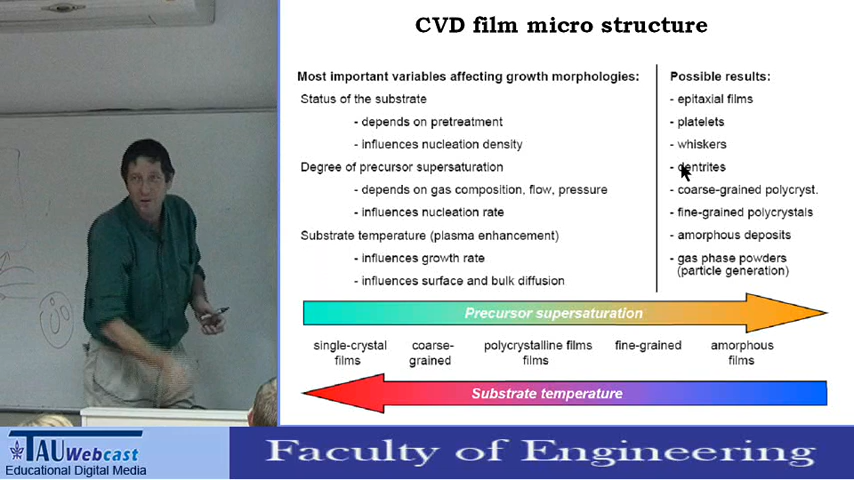 CVD film micro structure
Most important variables affecting growth morphologies:
Status of the substrate
- depends on pretreatment
- influences nucleation density
Degree of precursor supersaturation
- depends on gas composition, flow, pressure
- influences nucleation rate
Substrate temperature (plasma enhancement)
- influences growth rate
- influences surface and bulk diffusion
Possible results:
- epitaxial films
- platelets
- whiskers
- dentrites
- coarse-grained polycryst.
- fine-grained polycrystals
- amorphous deposits
- gas phase powders
(particle generation)
Precursor supersaturation
single-crystal
films
coarse-
grained
polycrystalline films
films
fine-grained
amorphous
films
Substrate temperature
TAU Webcast
Educational Digital Media
Faculty of Engineering